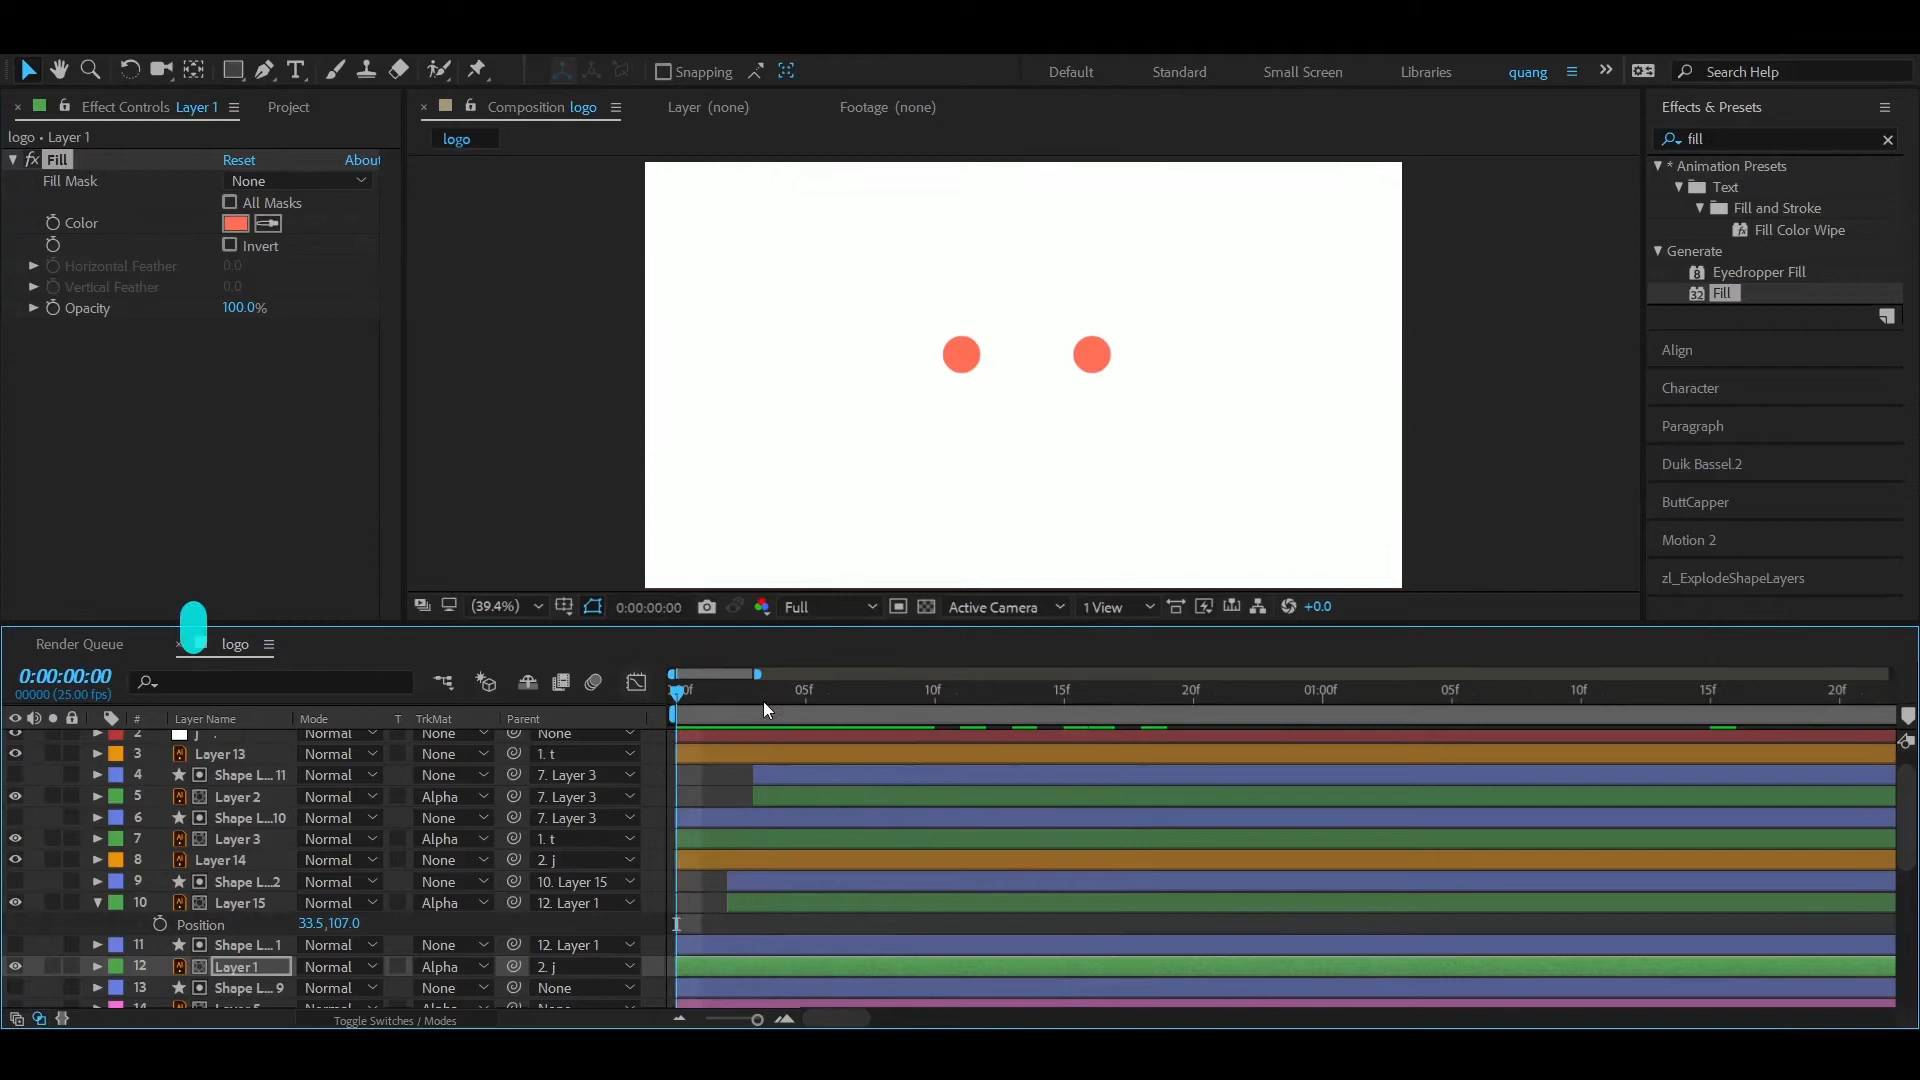 Snapping
Default
Standard
Small Screen
Libraries
quang
Search Help
Effect Controls Layer 1
Project
Composition logo
Layer (none)
Footage (none)
Effects & Presets
logo • Layer 1
logo
fill
fx Fill
Reset
About
Fill Mask
None
All Masks
Color
Invert
Horizontal Feather
0.0
Vertical Feather
0.0
Opacity
100.0%
* Animation Presets
Text
Fill and Stroke
Fill Color Wipe
Generate
Eyedropper Fill
Fill
Align
Character
Paragraph
Duik Bassel.2
ButtCapper
Motion 2
zl_ExplodeShapeLayers
(39.4%)
0:00:00:00
Full
Active Camera
1 View
+0.0
Render Queue
logo
0:00:00:00
00000 (25.00 fps)
05f
10f
15f
20f
01:00f
05f
10f
15f
20f
# Layer Name Mode T TrkMat Parent
2 j Normal None None
3 Layer 13 Normal None 1. t
4 Shape L...11 Normal None 7. Layer 3
5 Layer 2 Normal Alpha 7. Layer 3
6 Shape L...10 Normal None 7. Layer 3
7 Layer 3 Normal Alpha 1. t
8 Layer 14 Normal None 2. j
9 Shape L...2 Normal None 10. Layer 15
10 Layer 15 Normal Alpha 12. Layer 1
Position 33.5,107.0
11 Shape L...1 Normal None 12. Layer 1
12 Layer 1 Normal Alpha 2. j
13 Shape L...9 Normal None None
Toggle Switches / Modes